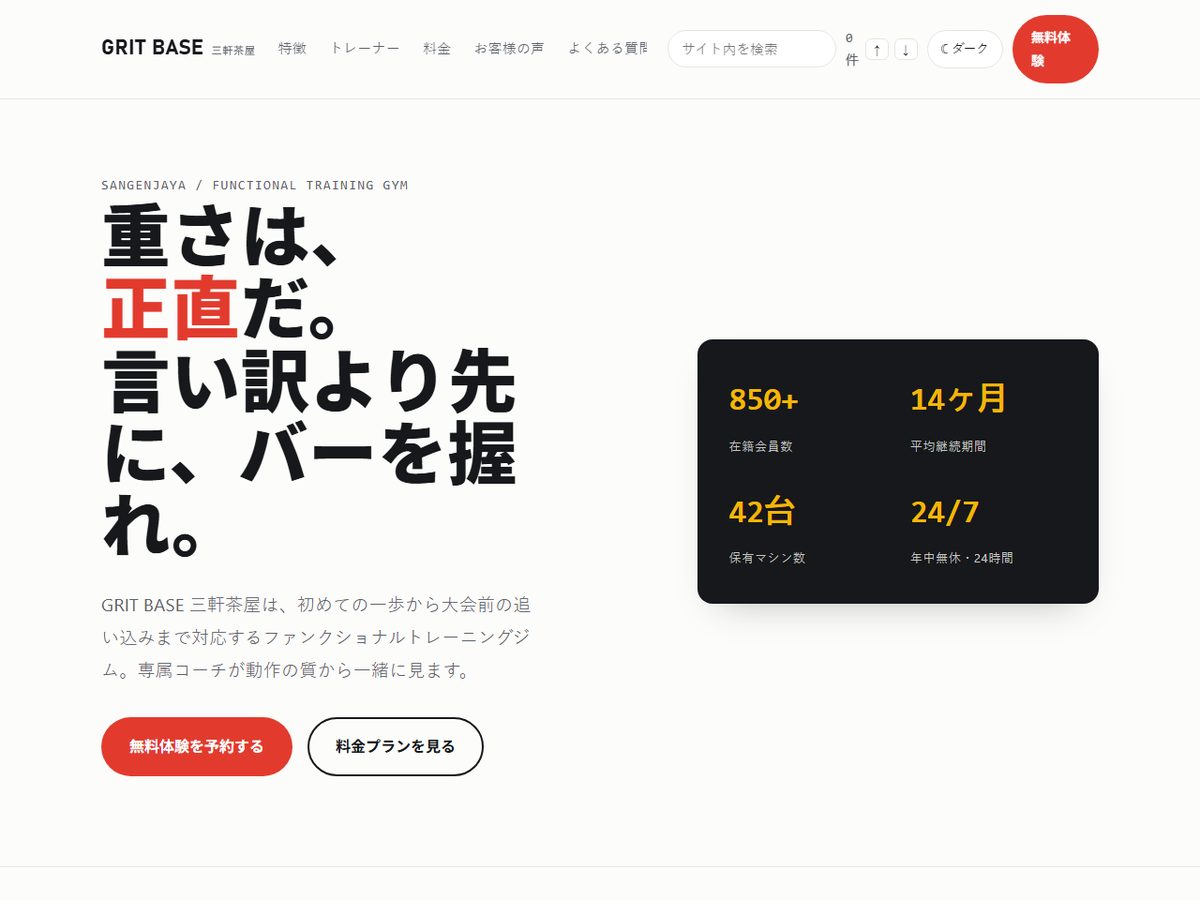 GRIT BASE 三軒茶屋
特徴
トレーナー
料金
お客様の声
よくある質問
サイト内を検索
0
件
↑
↓
☾ ダーク
無料体
験
SANGENJAYA / FUNCTIONAL TRAINING GYM
重さは、
正直だ。
言い訳より先
に、バーを握
れ。
GRIT BASE 三軒茶屋は、初めての一歩から大会前の追
い込みまで対応するファンクショナルトレーニングジ
ム。専属コーチが動作の質から一緒に見ます。
無料体験を予約する
料金プランを見る
850+
在籍会員数
14ヶ月
平均継続期間
42台
保有マシン数
24/7
年中無休・24時間